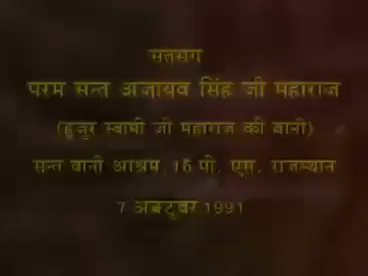 सतसंग
परम सन्त अजायब सिंह जी महाराज
(हुजुर स्वामी जी महाराज की बानी)
सन्त बानी आश्रम, 16 पी. एस. राजस्थान
7 अक्टूबर 1991